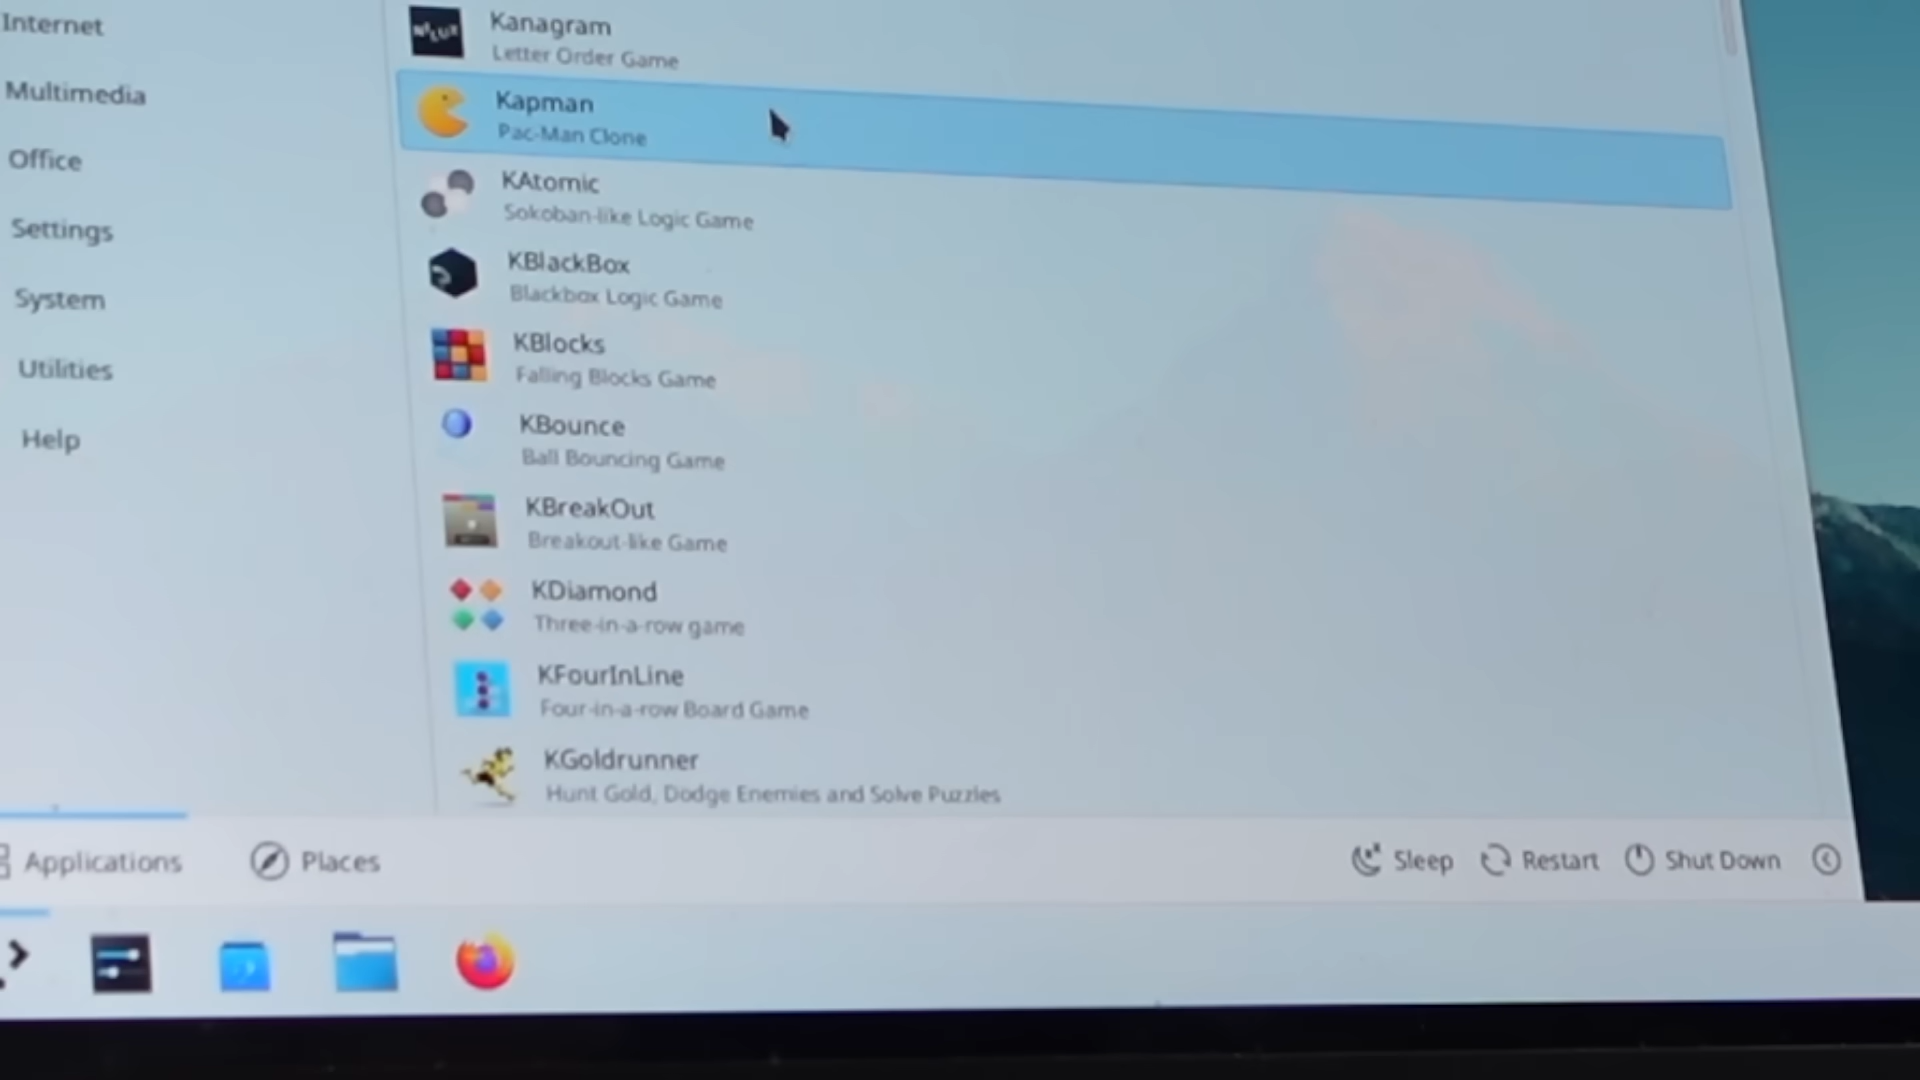 Internet
Multimedia
Office
Settings
System
Utilities
Help
Kanagram
Letter Order Game
Kapman
Pac-Man Clone
KAtomic
Sokoban-like Logic Game
KBlackBox
Blackbox Logic Game
KBlocks
Falling Blocks Game
KBounce
Ball Bouncing Game
KBreakOut
Breakout-like Game
KDiamond
Three-in-a-row game
KFourInLine
Four-in-a-row Board Game
KGoldrunner
Hunt Gold, Dodge Enemies and Solve Puzzles
Applications
Places
Sleep
Restart
Shut Down